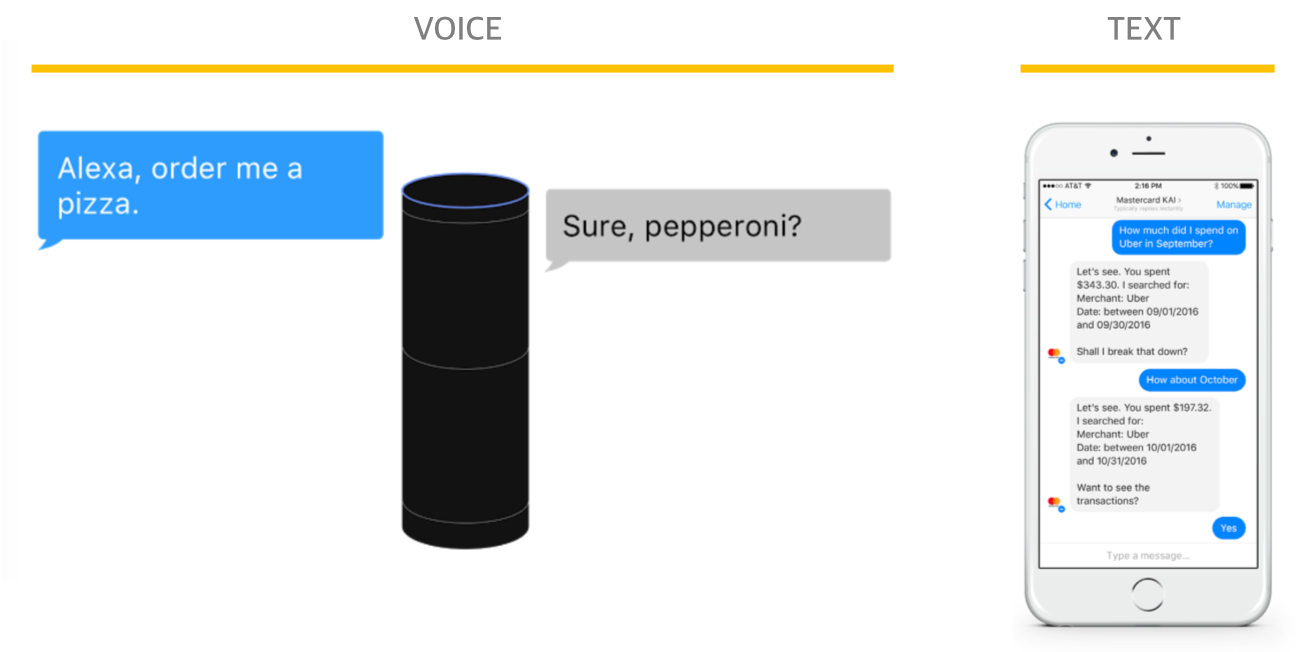 VOICE
TEXT
Alexa, order me a
pizza.
Sure, pepperoni?
AT&T 2:16 PM 100%
Home Mastercard KAI > Manage
Typically replies instantly
How much did I spend on
Uber in September?
Let's see. You spent
$343.30. I searched for:
Merchant: Uber
Date: between 09/01/2016
and 09/30/2016
Shall I break that down?
How about October
Let's see. You spent $197.32.
I searched for:
Merchant: Uber
Date: between 10/01/2016
and 10/31/2016
Want to see the
transactions?
Yes
Type a message...